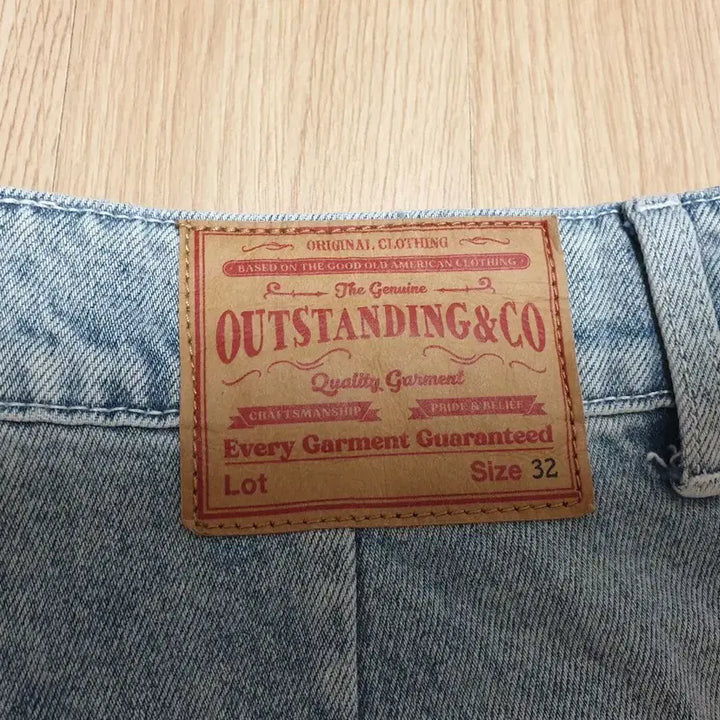 ORIGINAL CLOTHING
BASED ON THE GOOD OLD AMERICAN CLOTHING
The Genuine
OUTSTANDING&CO
Quality Garment
CRAFTSMANSHIP PRIDE & BELIEF
Every Garment Guaranteed
Lot Size 32